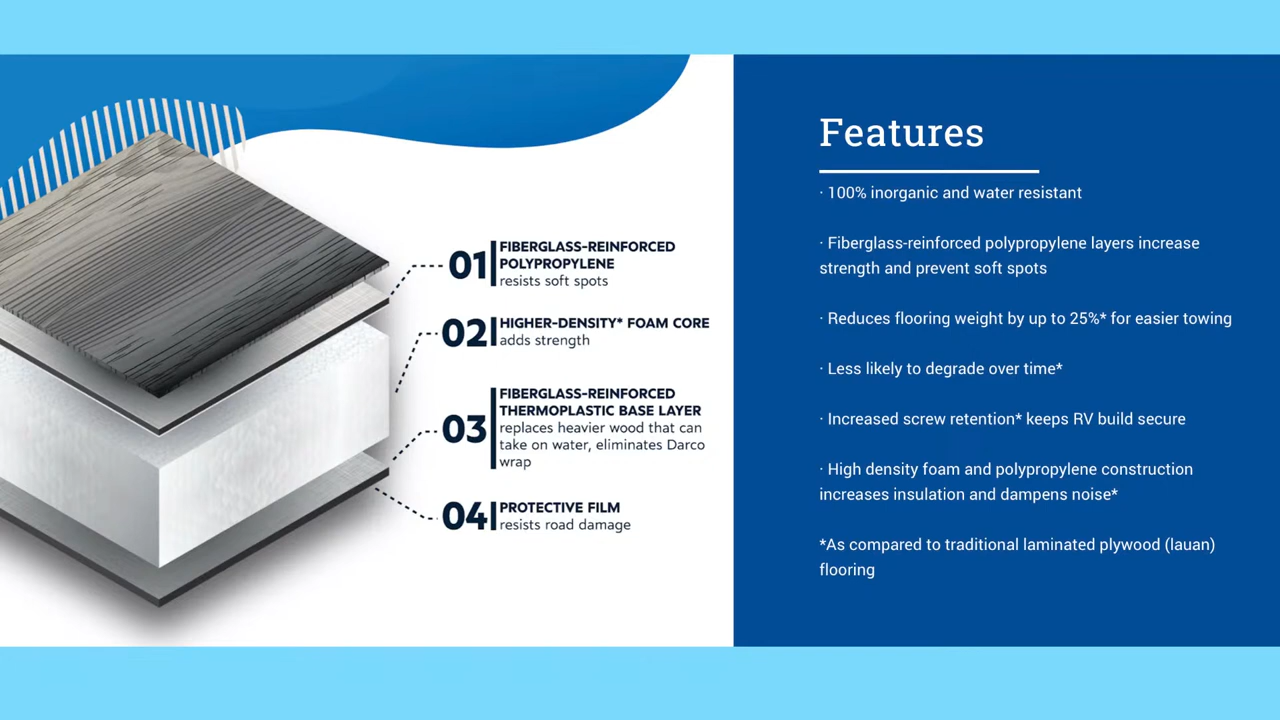 01
FIBERGLASS-REINFORCED
POLYPROPYLENE
resists soft spots
02
HIGHER-DENSITY* FOAM CORE
adds strength
03
FIBERGLASS-REINFORCED
THERMOPLASTIC BASE LAYER
replaces heavier wood that can
take on water, eliminates Darco
wrap
04
PROTECTIVE FILM
resists road damage
Features
· 100% inorganic and water resistant
· Fiberglass-reinforced polypropylene layers increase
strength and prevent soft spots
· Reduces flooring weight by up to 25%* for easier towing
· Less likely to degrade over time*
· Increased screw retention* keeps RV build secure
· High density foam and polypropylene construction
increases insulation and dampens noise*
*As compared to traditional laminated plywood (lauan)
flooring